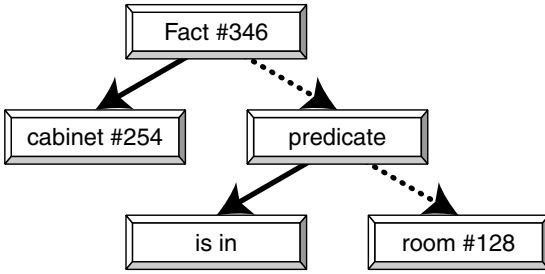 Fact #346
cabinet #254
predicate
is in
room #128